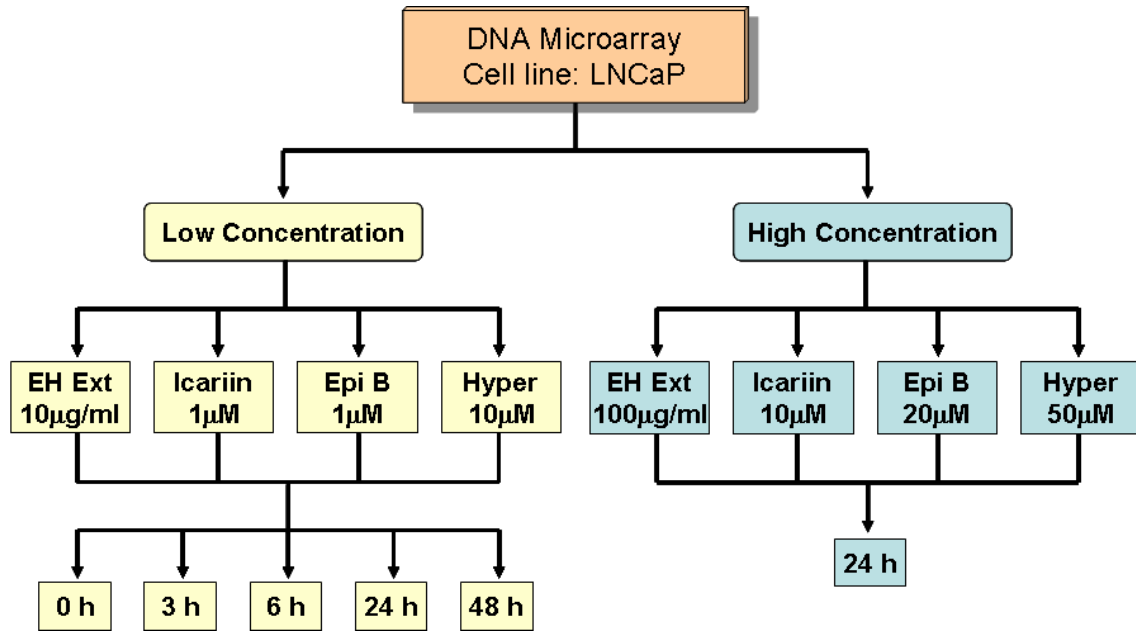 DNA Microarray
Cell line: LNCaP
Low Concentration
High Concentration
EH Ext
10μg/ml
Icariin
1μM
Epi B
1μM
Hyper
10μM
EH Ext
100μg/ml
Icariin
10μM
Epi B
20μM
Hyper
50μM
0 h
3 h
6 h
24 h
48 h
24 h